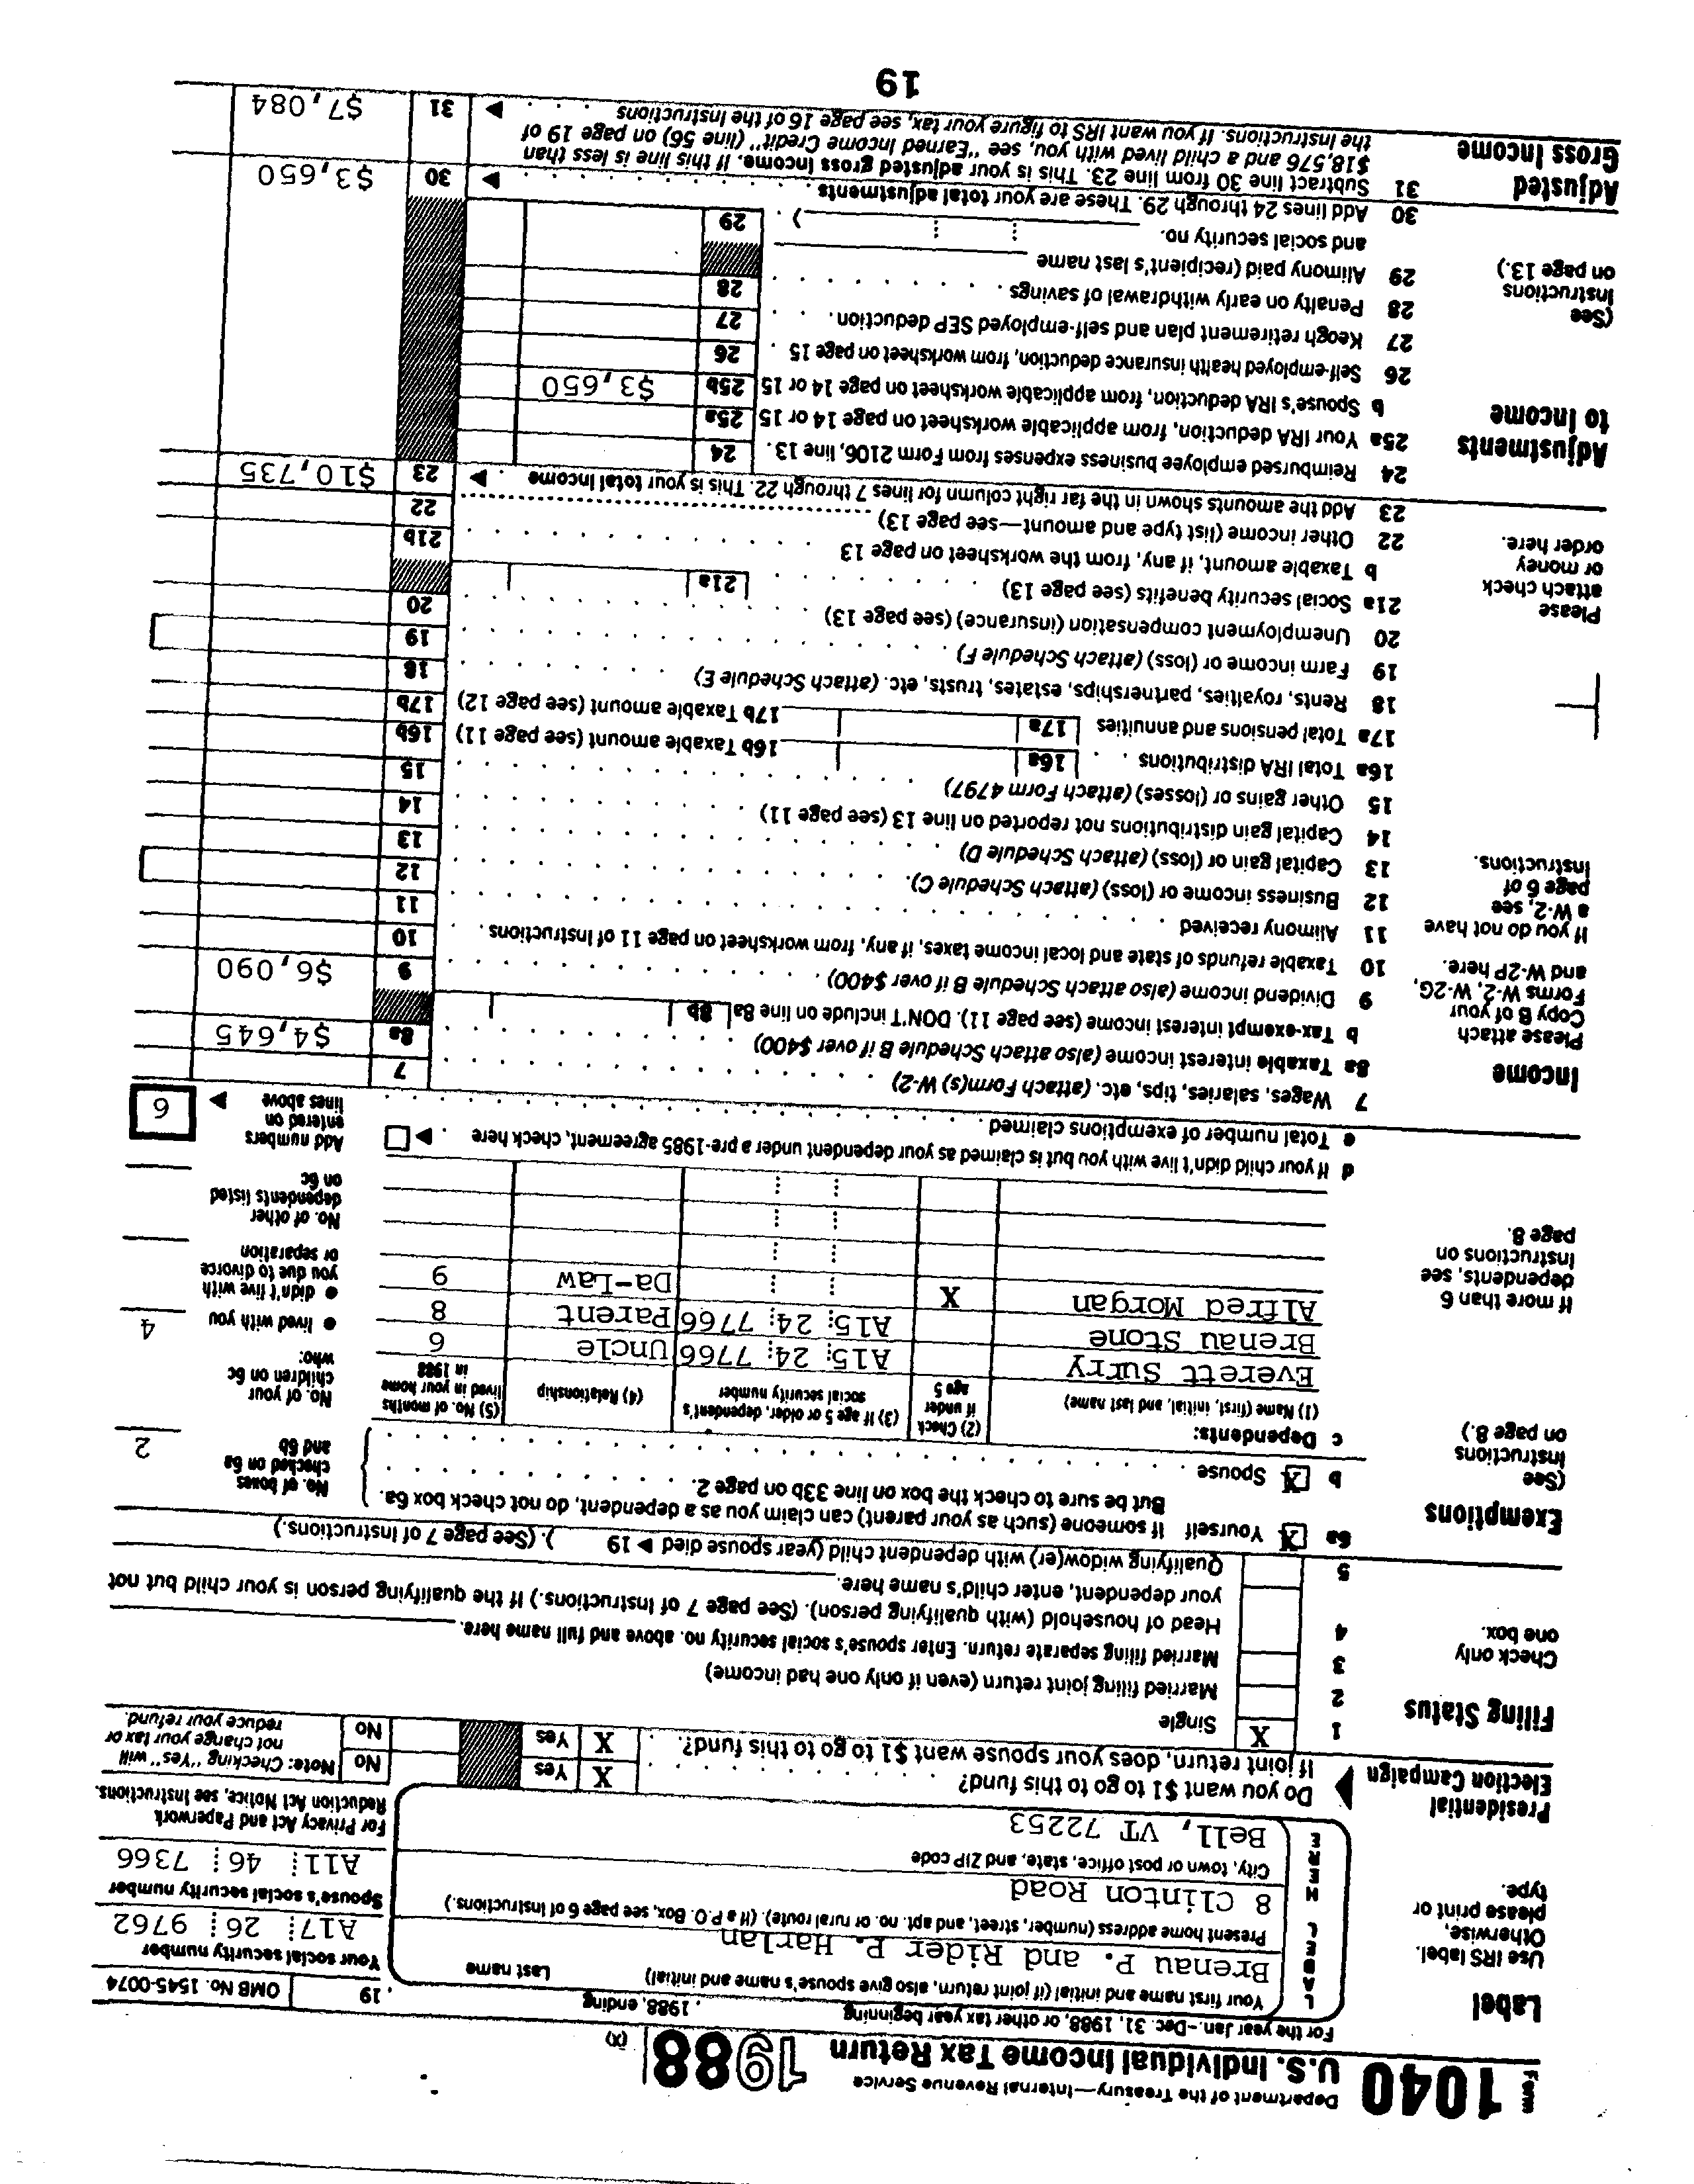 Form 1040 Department of the Treasury—Internal Revenue Service
U.S. Individual Income Tax Return 1988 (X)
For the year Jan.–Dec. 31, 1988, or other tax year beginning , 1988, ending , 19 OMB No. 1545-0074
Label
Use IRS label.
Otherwise,
please print or
type.
LABEL HERE
Your first name and initial (if joint return, also give spouse's name and initial) Last name
Brenau P. and Rider P. Harlan
Your social security number
A17 26 9762
Present home address (number, street, and apt. no. or rural route). (If a P.O. Box, see page 6 of Instructions.)
8 Clinton Road
Spouse's social security number
A11 46 7366
City, town or post office, state, and ZIP code
Bell, VT 72253
For Privacy Act and Paperwork
Reduction Act Notice, see Instructions.
Presidential
Election Campaign
Do you want $1 to go to this fund? X Yes No
If joint return, does your spouse want $1 to go to this fund? X Yes No
Note: Checking "Yes" will
not change your tax or
reduce your refund.
Filing Status
Check only
one box.
1 X Single
2 Married filing joint return (even if only one had income)
3 Married filing separate return. Enter spouse's social security no. above and full name here.
4 Head of household (with qualifying person). (See page 7 of Instructions.) If the qualifying person is your child but not
your dependent, enter child's name here.
5 Qualifying widow(er) with dependent child (year spouse died ▶ 19 ). (See page 7 of Instructions.)
Exemptions
(See
Instructions
on page 8.)
If more than 6
dependents, see
Instructions on
page 8.
6a X Yourself If someone (such as your parent) can claim you as a dependent, do not check box 6a.
But be sure to check the box on line 33b on page 2.
b X Spouse
No. of boxes
checked on 6a
and 6b 2
c Dependents:
(1) Name (first, initial, and last name) (2) Check if under age 5 (3) If age 5 or older, dependent's social security number (4) Relationship (5) No. of months lived in your home in 1988
Everett Surry A15 24 7766 Uncle 6
Brenau Stone A15 24 7766 Parent 8
Alfred Morgan X Da-Law 9
No. of your
children on 6c
who:
● lived with you 4
● didn't live with
you due to divorce
or separation
No. of other
dependents listed
on 6c
d If your child didn't live with you but is claimed as your dependent under a pre-1985 agreement, check here ▶
e Total number of exemptions claimed
Add numbers
entered on
lines above ▶ 6
Income
Please attach
Copy B of your
Forms W-2, W-2G,
and W-2P here.
If you do not have
a W-2, see
page 6 of
Instructions.
Please
attach check
or money
order here.
7 Wages, salaries, tips, etc. (attach Form(s) W-2) 7
8a Taxable interest income (also attach Schedule B if over $400) 8a $4,645
b Tax-exempt interest income (see page 11). DON'T include on line 8a 8b
9 Dividend income (also attach Schedule B if over $400) 9 $6,090
10 Taxable refunds of state and local income taxes, if any, from worksheet on page 11 of Instructions 10
11 Alimony received 11
12 Business income or (loss) (attach Schedule C) 12
13 Capital gain or (loss) (attach Schedule D) 13
14 Capital gain distributions not reported on line 13 (see page 11) 14
15 Other gains or (losses) (attach Form 4797) 15
16a Total IRA distributions 16a 16b Taxable amount (see page 11) 16b
17a Total pensions and annuities 17a 17b Taxable amount (see page 12) 17b
18 Rents, royalties, partnerships, estates, trusts, etc. (attach Schedule E) 18
19 Farm income or (loss) (attach Schedule F) 19
20 Unemployment compensation (insurance) (see page 13) 20
21a Social security benefits (see page 13) 21a
b Taxable amount, if any, from the worksheet on page 13 21b
22 Other income (list type and amount—see page 13) 22
23 Add the amounts shown in the far right column for lines 7 through 22. This is your total income ▶ 23 $10,735
Adjustments
to Income
(See
Instructions
on page 13.)
24 Reimbursed employee business expenses from Form 2106, line 13. 24
25a Your IRA deduction, from applicable worksheet on page 14 or 15 25a
b Spouse's IRA deduction, from applicable worksheet on page 14 or 15 25b $3,650
26 Self-employed health insurance deduction, from worksheet on page 15 26
27 Keogh retirement plan and self-employed SEP deduction 27
28 Penalty on early withdrawal of savings 28
29 Alimony paid (recipient's last name
and social security no. ) 29
30 Add lines 24 through 29. These are your total adjustments ▶ 30 $3,650
Adjusted
Gross Income
31 Subtract line 30 from line 23. This is your adjusted gross income. If this line is less than
$18,576 and a child lived with you, see "Earned Income Credit" (line 56) on page 19 of
the Instructions. If you want IRS to figure your tax, see page 16 of the Instructions ▶ 31 $7,084
19